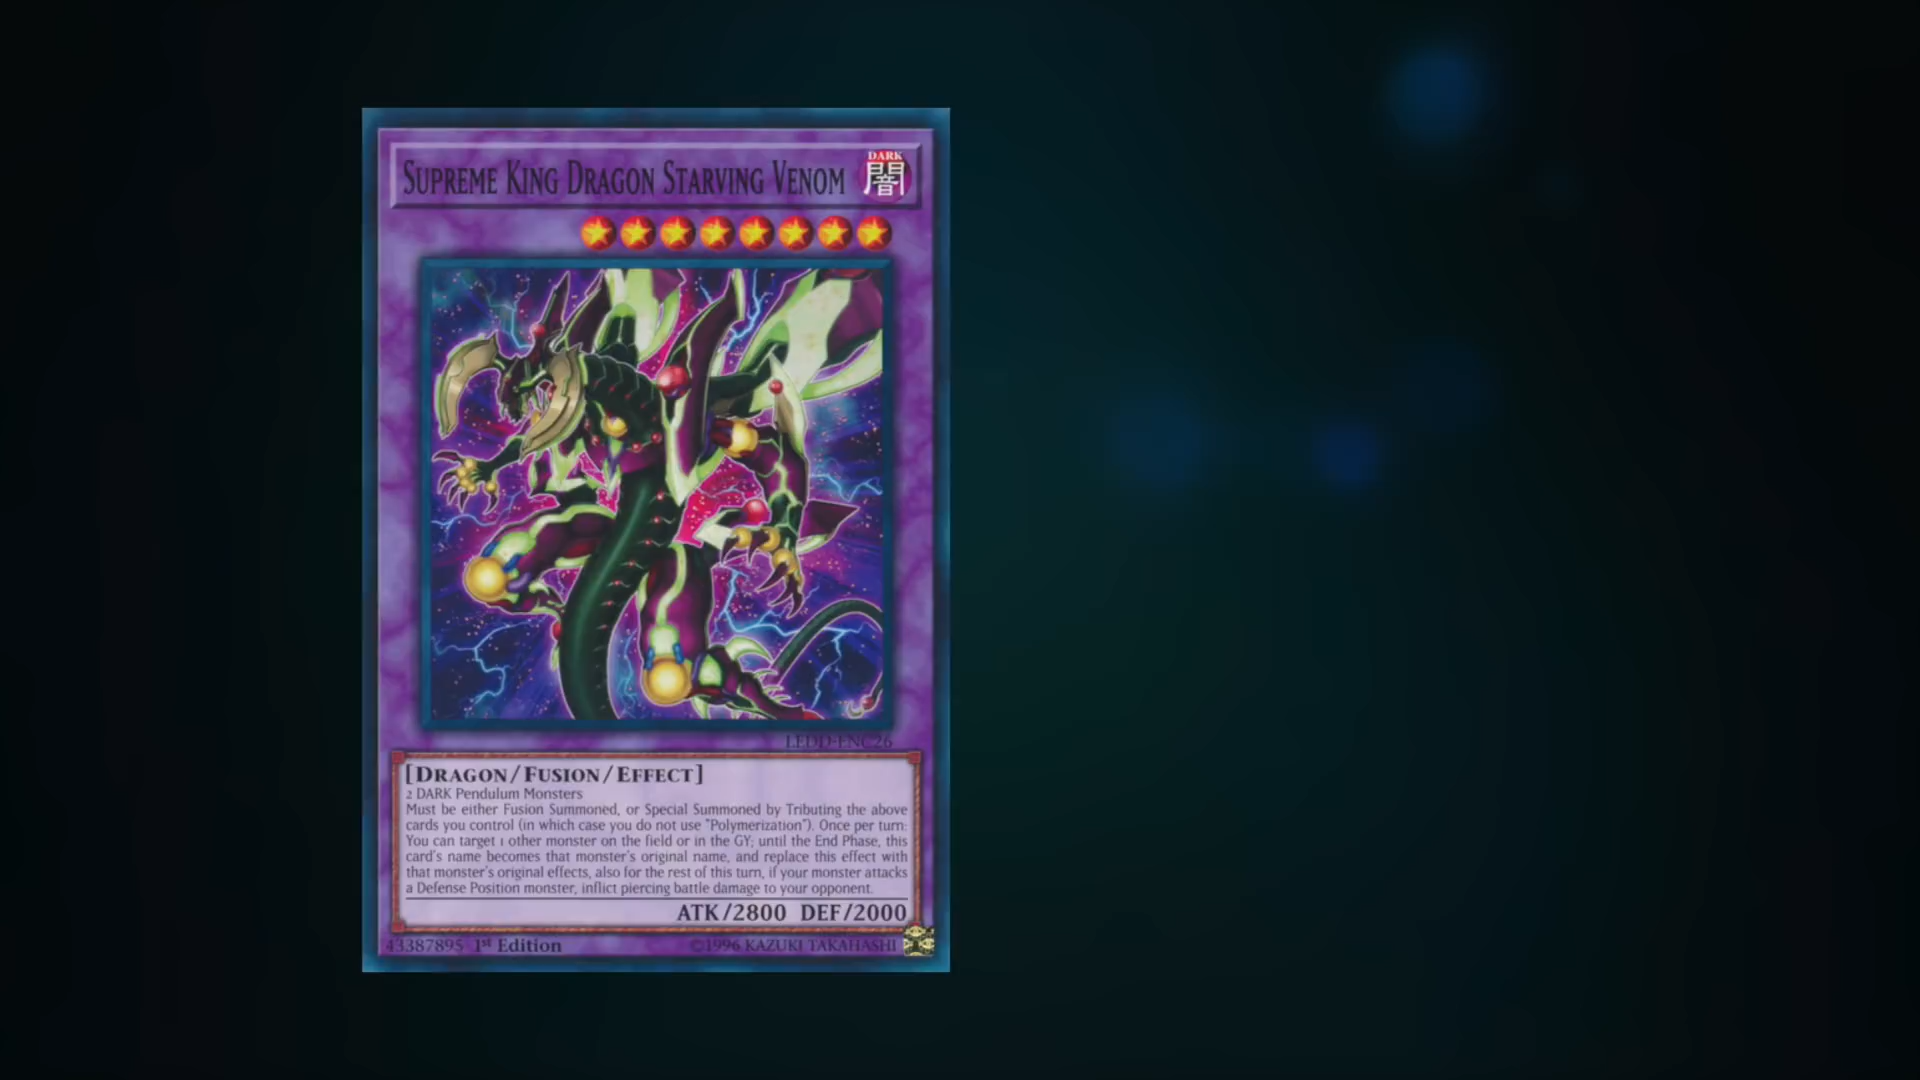 Supreme King Dragon Starving Venom
DARK
闇
LEDD-ENC26
[Dragon/Fusion/Effect]
2 DARK Pendulum Monsters
Must be either Fusion Summoned, or Special Summoned by Tributing the above
cards you control (in which case you do not use "Polymerization"). Once per turn:
You can target 1 other monster on the field or in the GY; until the End Phase, this
card's name becomes that monster's original name, and replace this effect with
that monster's original effects, also for the rest of this turn, if your monster attacks
a Defense Position monster, inflict piercing battle damage to your opponent.
ATK/2800 DEF/2000
43387895 1st Edition ©1996 KAZUKI TAKAHASHI